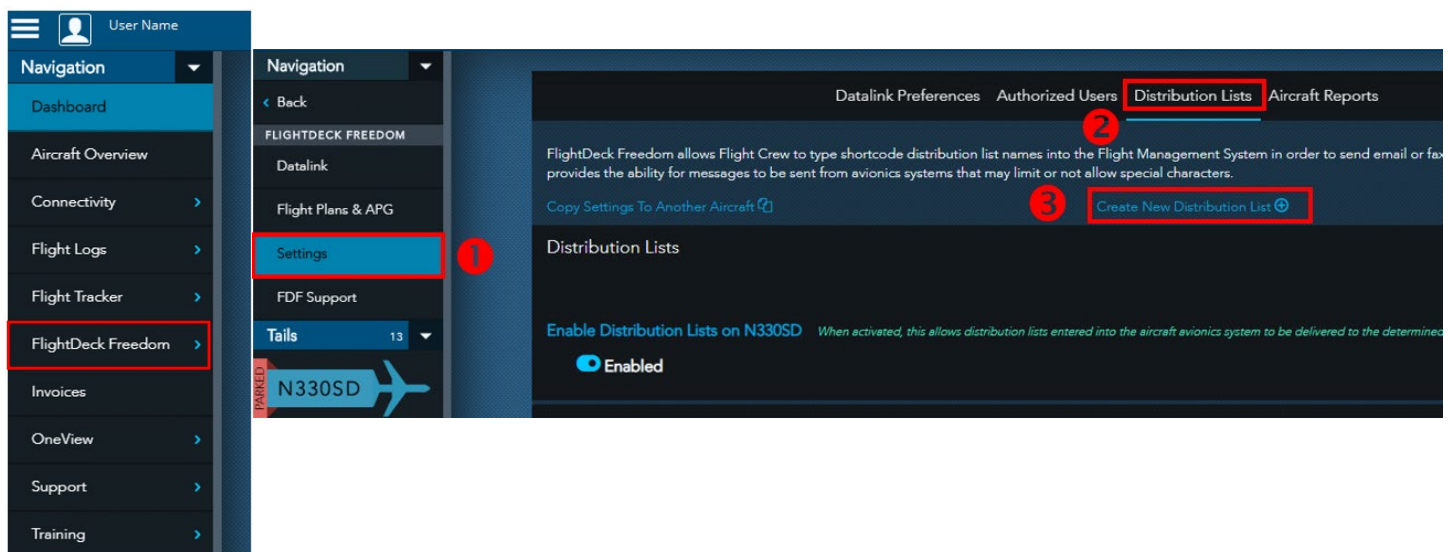 User Name
Navigation
Dashboard
Aircraft Overview
Connectivity
Flight Logs
Flight Tracker
FlightDeck Freedom
Invoices
OneView
Support
Training
Navigation
Back
FLIGHTDECK FREEDOM
Datalink
Flight Plans & APG
Settings
1
FDF Support
Tails 13
PARKED
N330SD
Datalink Preferences Authorized Users Distribution Lists Aircraft Reports
2
FlightDeck Freedom allows Flight Crew to type shortcode distribution list names into the Flight Management System in order to send email or fax
provides the ability for messages to be sent from avionics systems that may limit or not allow special characters.
Copy Settings To Another Aircraft 3 Create New Distribution List
Distribution Lists
Enable Distribution Lists on N330SD When activated, this allows distribution lists entered into the aircraft avionics system to be delivered to the determined
Enabled